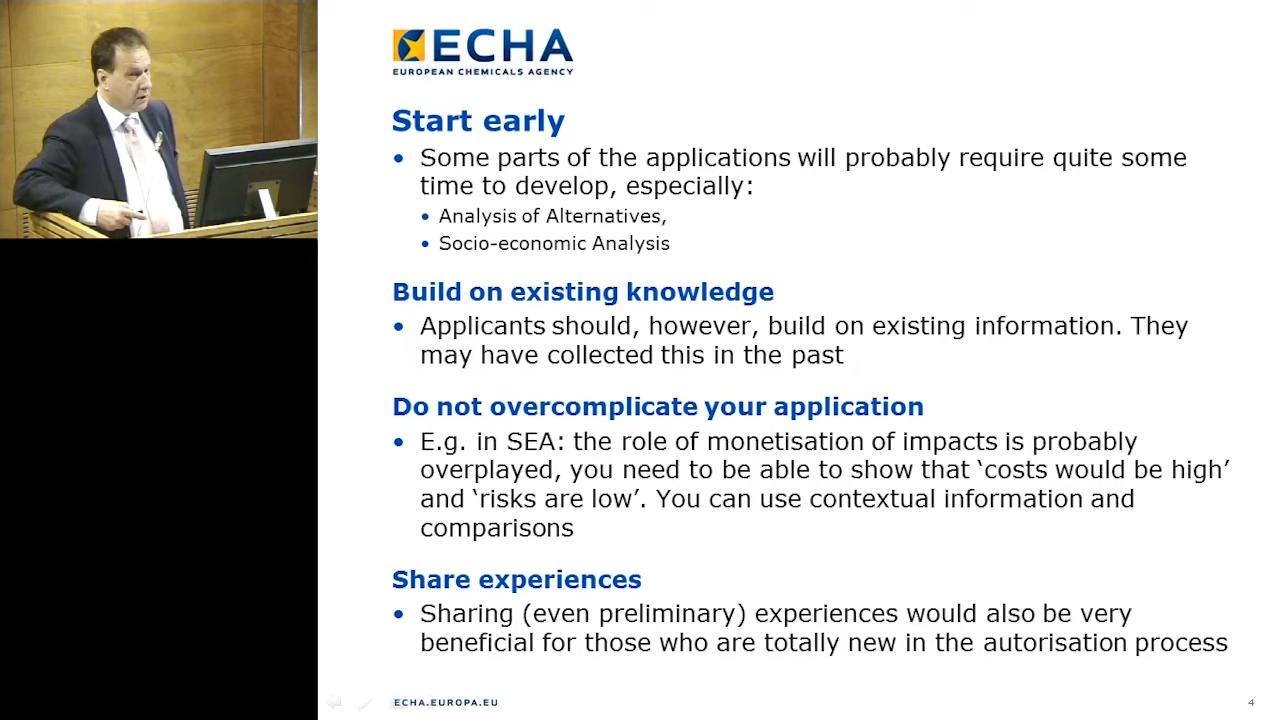 ECHA
EUROPEAN CHEMICALS AGENCY
Start early
• Some parts of the applications will probably require quite some
time to develop, especially:
• Analysis of Alternatives,
• Socio-economic Analysis
Build on existing knowledge
• Applicants should, however, build on existing information. They
may have collected this in the past
Do not overcomplicate your application
• E.g. in SEA: the role of monetisation of impacts is probably
overplayed, you need to be able to show that ‘costs would be high’
and ‘risks are low’. You can use contextual information and
comparisons
Share experiences
• Sharing (even preliminary) experiences would also be very
beneficial for those who are totally new in the autorisation process
ECHA.EUROPA.EU
4